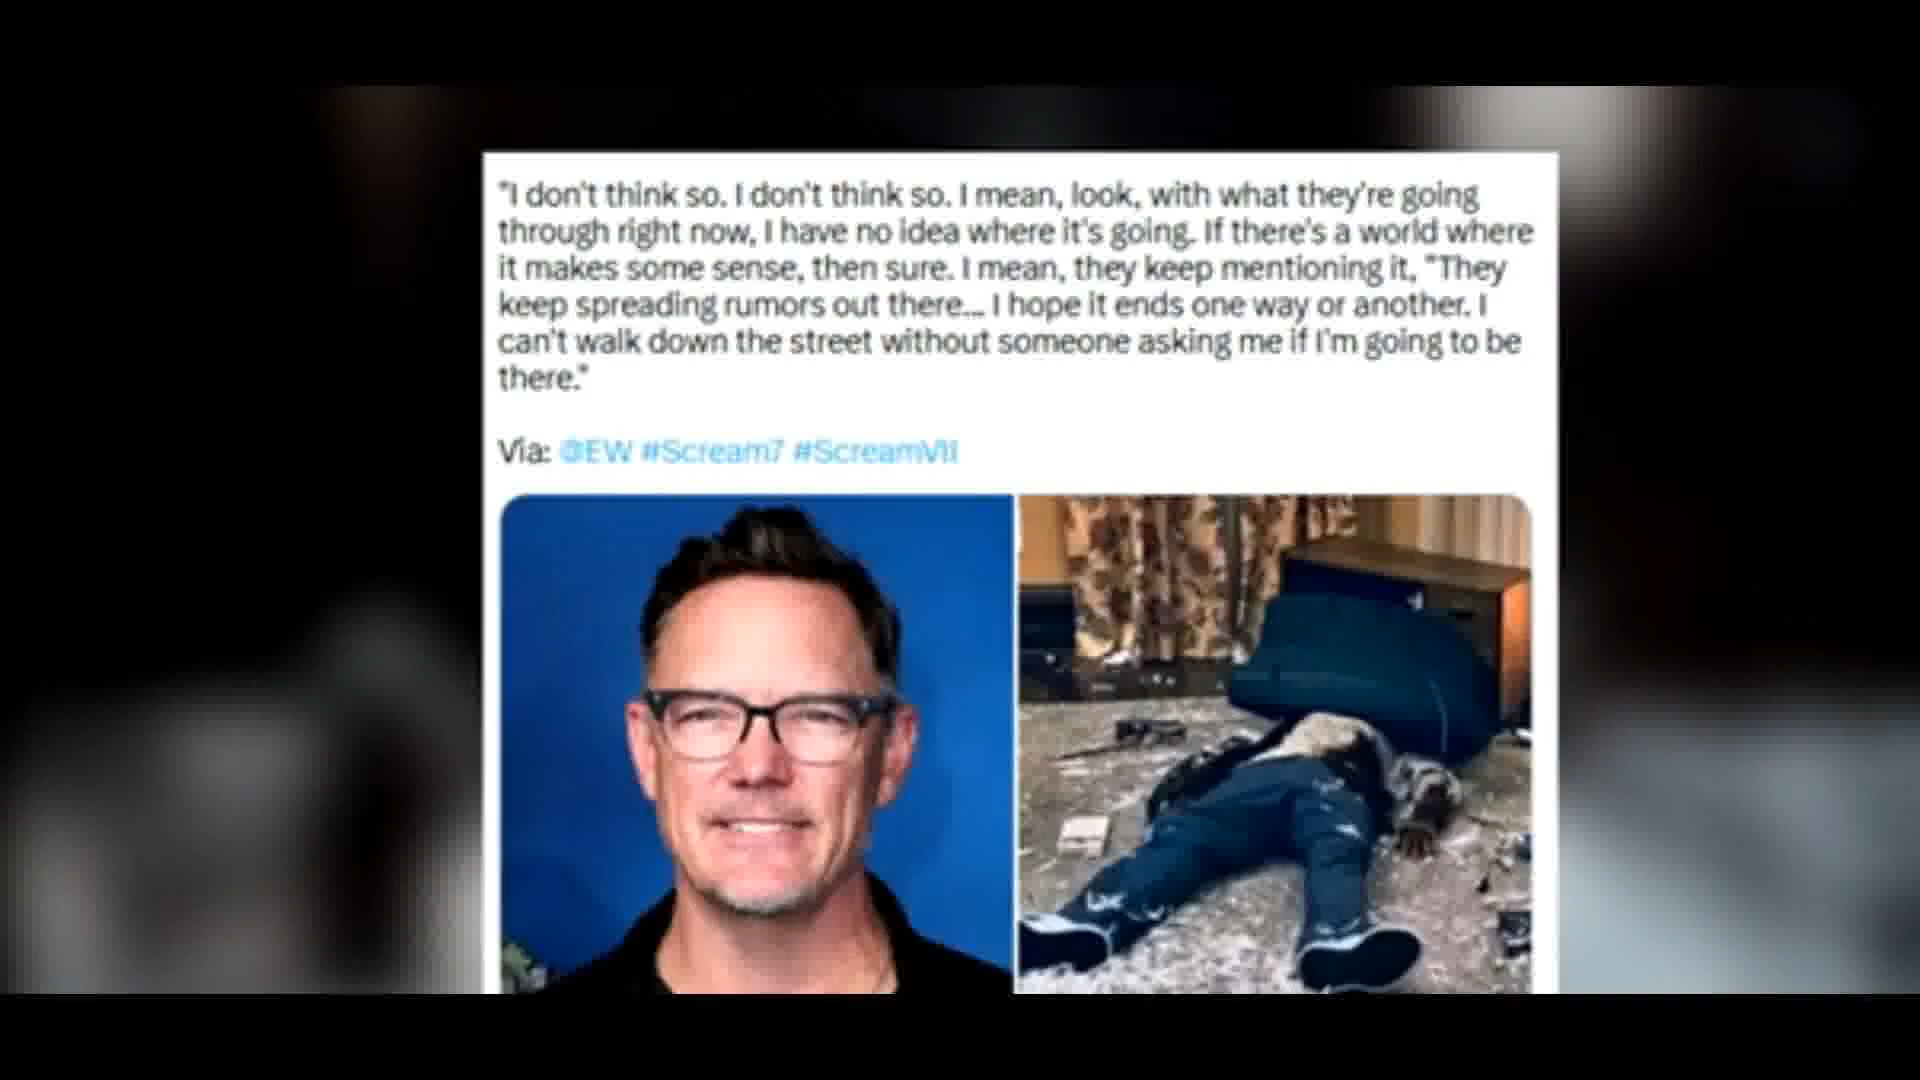 "I don't think so. I don't think so. I mean, look, with what they're going
through right now, I have no idea where it's going. If there's a world where
it makes some sense, then sure. I mean, they keep mentioning it, "They
keep spreading rumors out there... I hope it ends one way or another. I
can't walk down the street without someone asking me if I'm going to be
there."
Via: @EW #Scream7 #ScreamVII